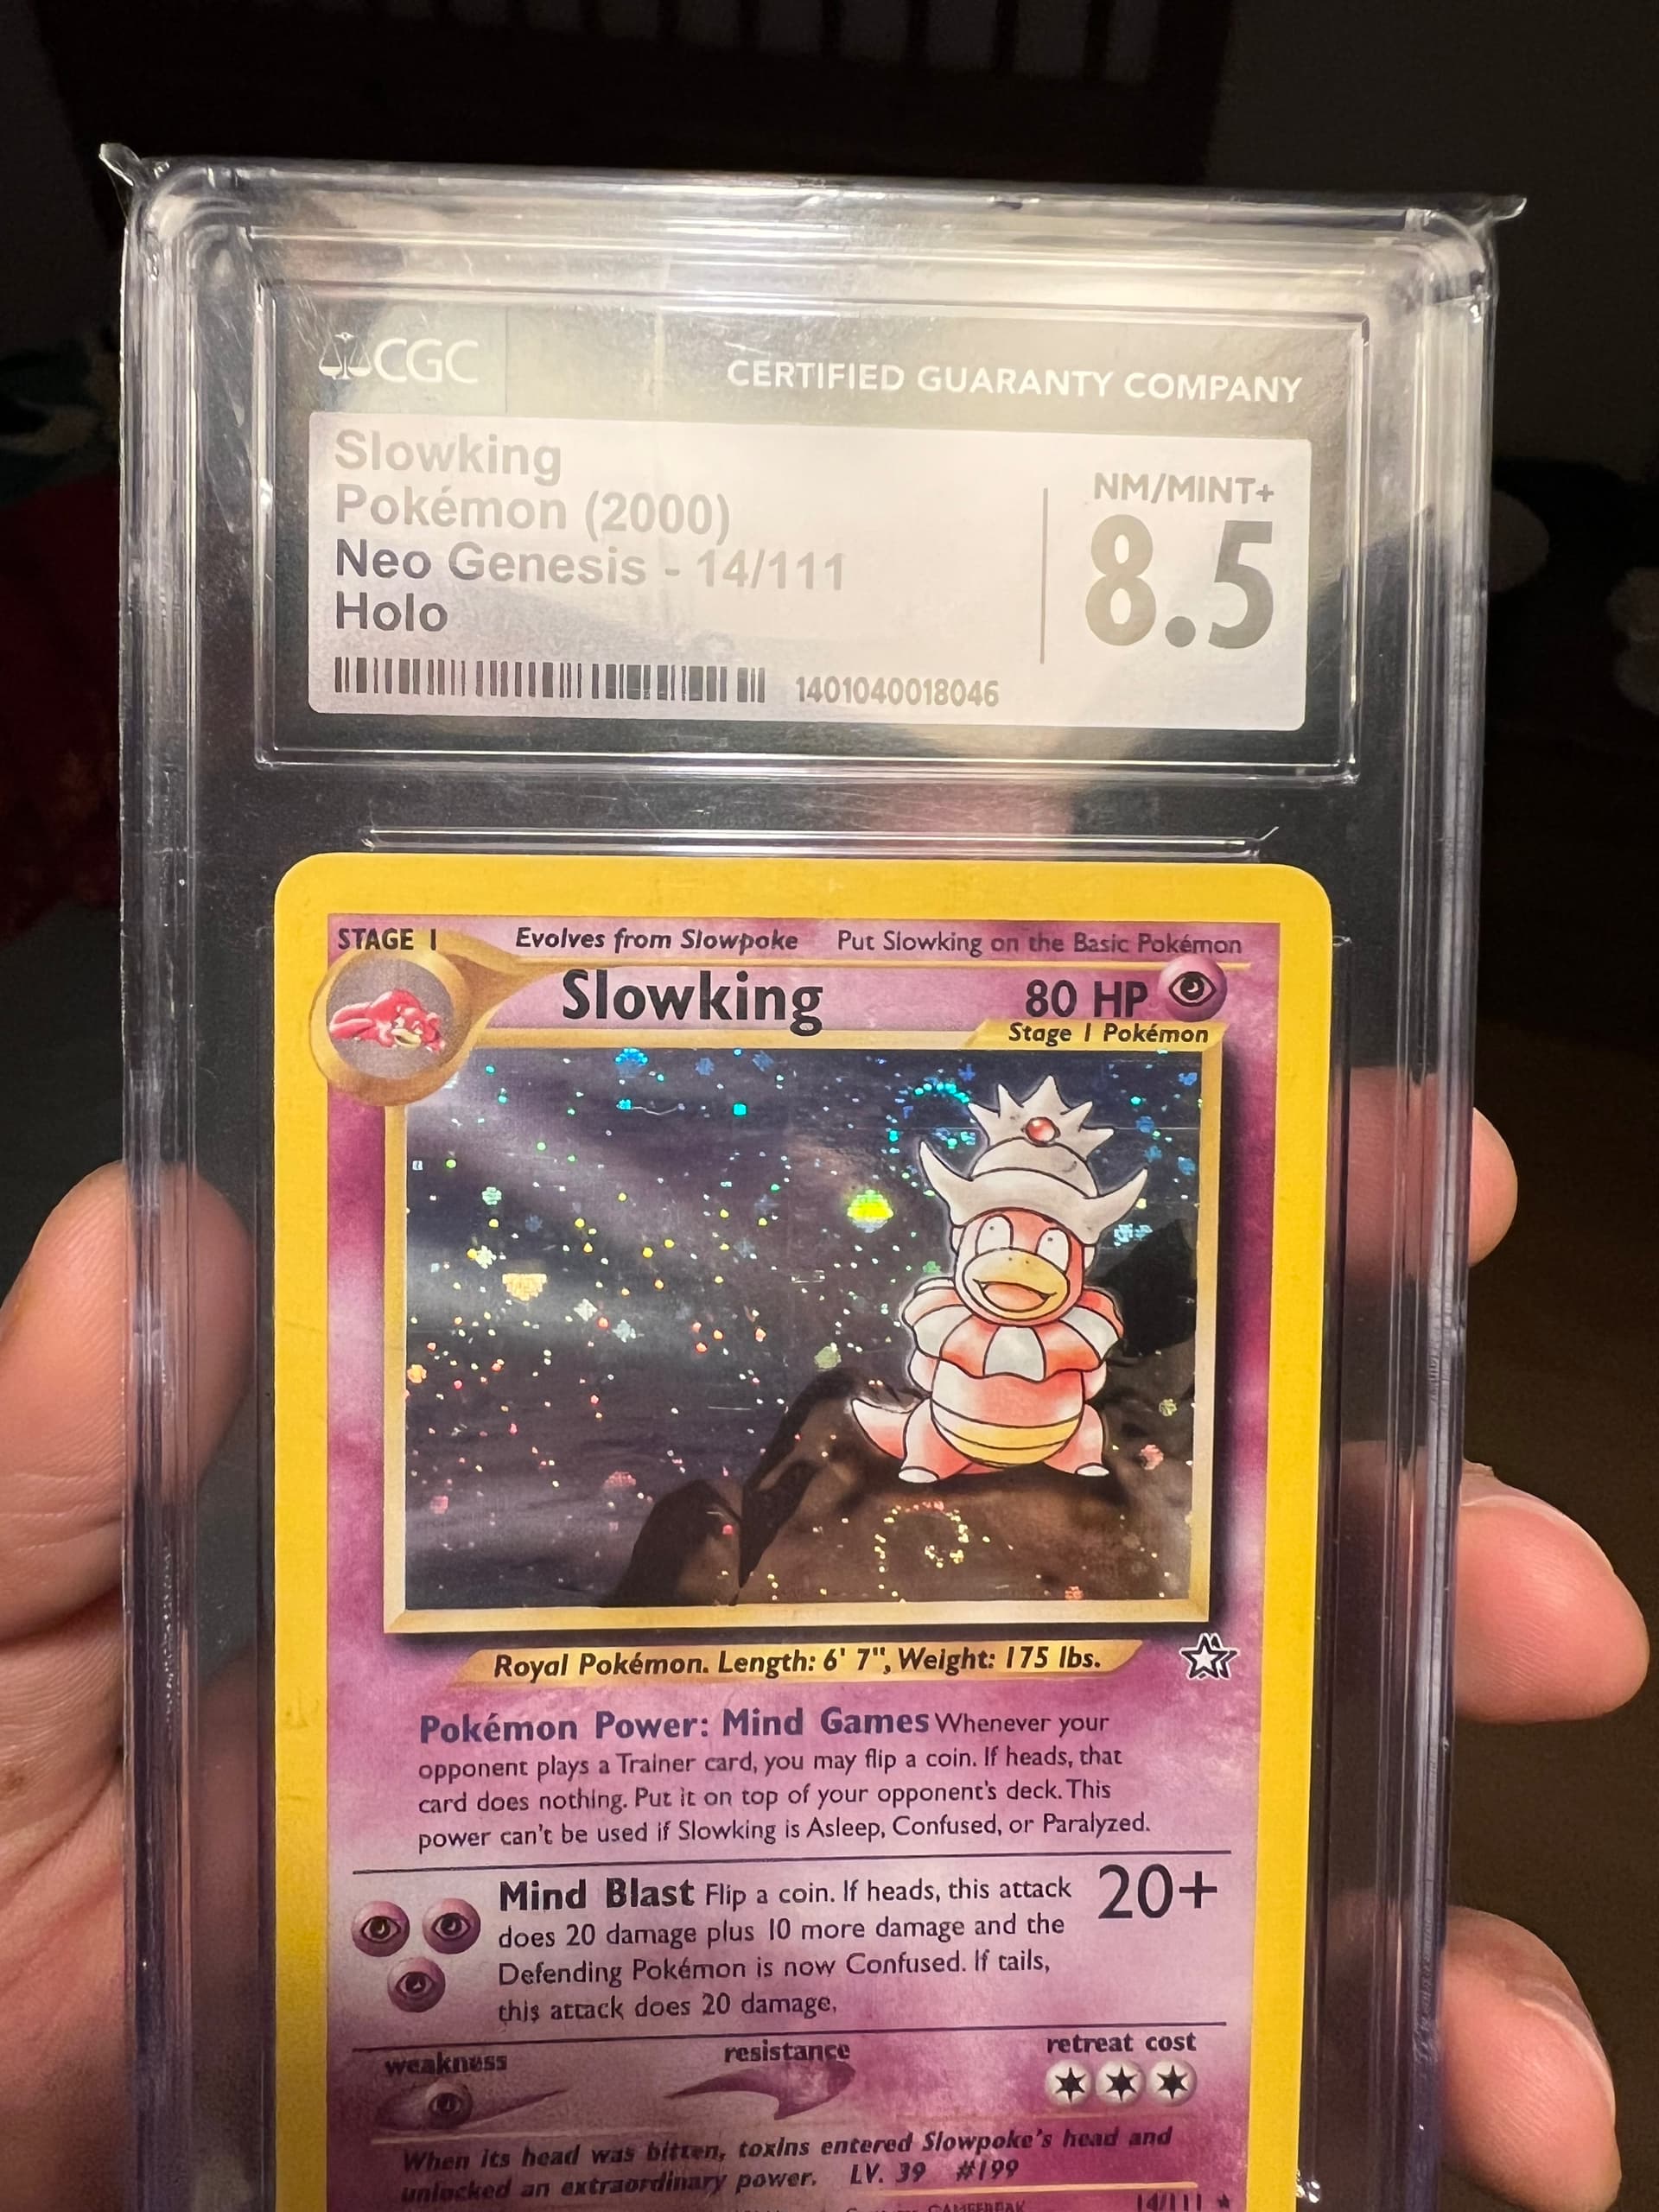 CGC
CERTIFIED GUARANTY COMPANY
Slowking
Pokémon (2000)
Neo Genesis - 14/111
Holo
1401040018046
NM/MINT+
8.5
STAGE 1
Evolves from Slowpoke
Put Slowking on the Basic Pokémon
Slowking
80 HP
Stage 1 Pokémon
Royal Pokémon. Length: 6' 7", Weight: 175 lbs.
Pokémon Power: Mind Games Whenever your
opponent plays a Trainer card, you may flip a coin. If heads, that
card does nothing. Put it on top of your opponent's deck. This
power can't be used if Slowking is Asleep, Confused, or Paralyzed.
Mind Blast Flip a coin. If heads, this attack
does 20 damage plus 10 more damage and the
Defending Pokémon is now Confused. If tails,
this attack does 20 damage.
20+
weakness
resistance
retreat cost
When its head was bitten, toxins entered Slowpoke's head and
unlocked an extraordinary power. LV. 39 #199
GAMEFREAK
14/111